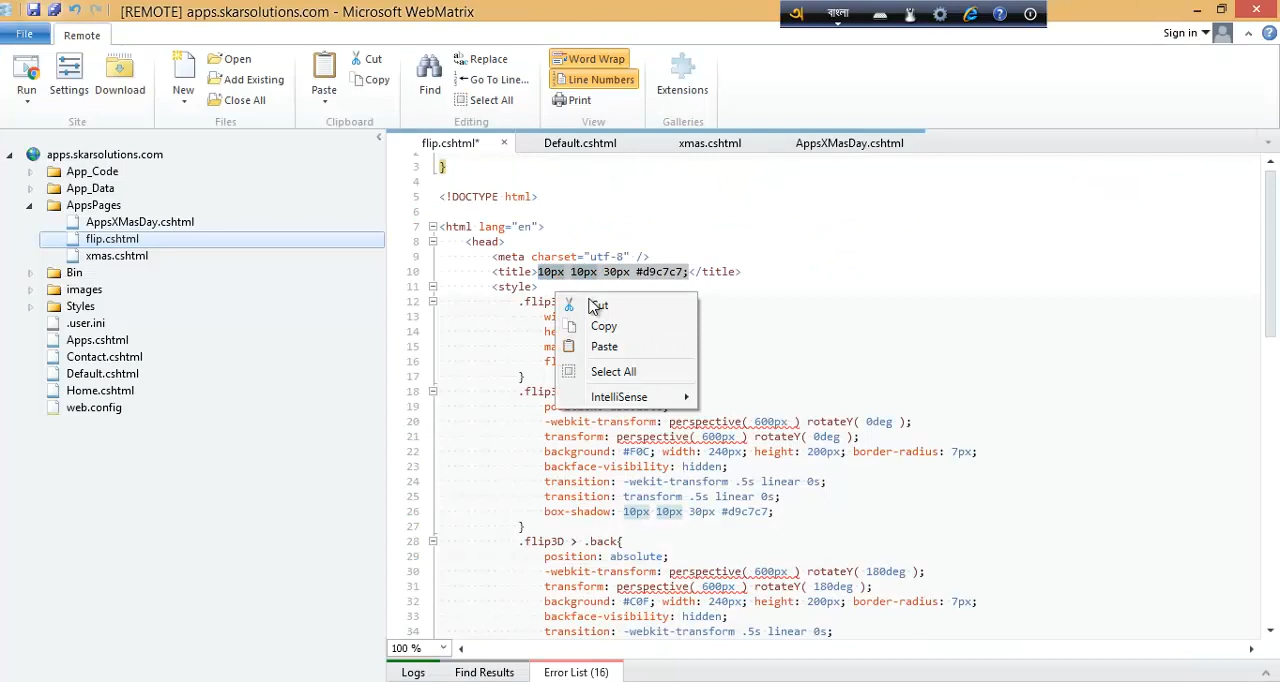 [REMOTE] apps.skarsolutions.com - Microsoft WebMatrix
বাংলা
File
Remote
Sign in
Run
Settings
Download
Site
New
Open
Add Existing
Close All
Files
Paste
Cut
Copy
Clipboard
Find
Replace
Go To Line...
Select All
Editing
Word Wrap
Line Numbers
Print
View
Extensions
Galleries
apps.skarsolutions.com
App_Code
App_Data
AppsPages
AppsXMasDay.cshtml
flip.cshtml
xmas.cshtml
Bin
images
Styles
.user.ini
Apps.cshtml
Contact.cshtml
Default.cshtml
Home.cshtml
web.config
flip.cshtml*
Default.cshtml
xmas.cshtml
AppsXMasDay.cshtml
3 }
4
5 <!DOCTYPE html>
6
7 <html lang="en">
8 <head>
9 <meta charset="utf-8" />
10 <title>10px 10px 30px #d9c7c7;</title>
11 <style>
12 .flip3
13 wi
14 he
15 ma
16 fl
17 }
18 .flip3
19
20 -webkit-transform: perspective( 600px ) rotateY( 0deg );
21 transform: perspective( 600px ) rotateY( 0deg );
22 background: #F0C; width: 240px; height: 200px; border-radius: 7px;
23 backface-visibility: hidden;
24 transition: -wekit-transform .5s linear 0s;
25 transition: transform .5s linear 0s;
26 box-shadow: 10px 10px 30px #d9c7c7;
27 }
28 .flip3D > .back{
29 position: absolute;
30 -webkit-transform: perspective( 600px ) rotateY( 180deg );
31 transform: perspective( 600px ) rotateY( 180deg );
32 background: #C0F; width: 240px; height: 200px; border-radius: 7px;
33 backface-visibility: hidden;
34 transition: -webkit-transform .5s linear 0s;
Cut
Copy
Paste
Select All
IntelliSense
100 %
Logs
Find Results
Error List (16)